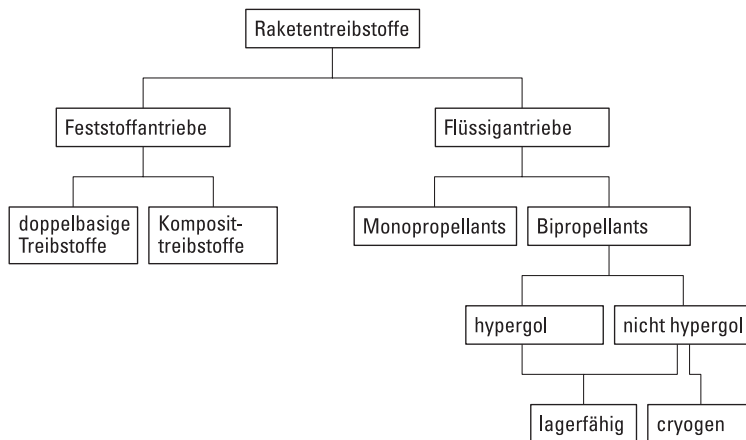 Raketentreibstoffe
Feststoffantriebe
Flüssigantriebe
doppelbasige
Treibstoffe
Komposit-
treibstoffe
Monopropellants
Bipropellants
hypergol
nicht hypergol
lagerfähig
cryogen